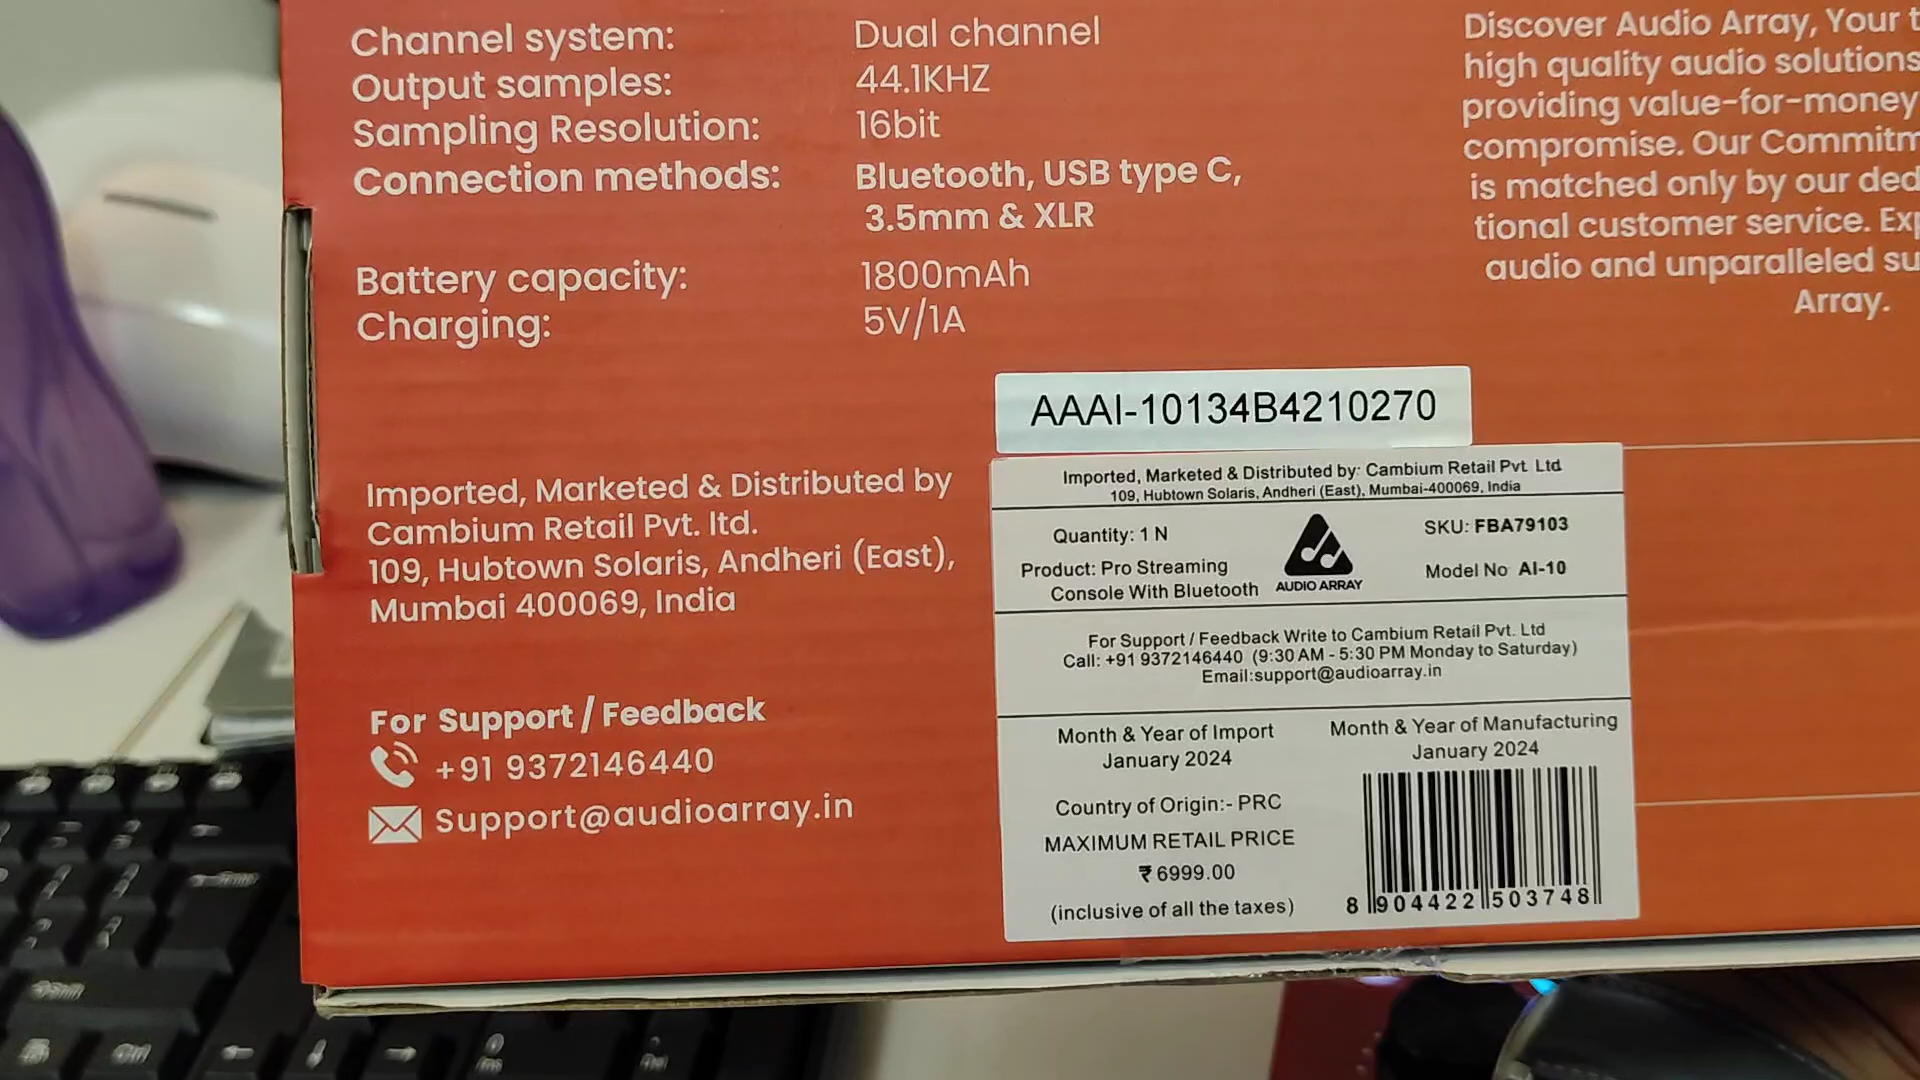 Channel system: Dual channel
Output samples: 44.1KHZ
Sampling Resolution: 16bit
Connection methods: Bluetooth, USB type C,
3.5mm & XLR
Battery capacity: 1800mAh
Charging: 5V/1A
Discover Audio Array, Your
high quality audio solutions
providing value-for-money
compromise. Our
is matched only by our
tional customer service.
audio and unparalleled
Array.
AAAI-10134B4210270
Imported, Marketed & Distributed by
Cambium Retail Pvt. ltd.
109, Hubtown Solaris, Andheri (East),
Mumbai 400069, India
For Support / Feedback
+91 9372146440
Support@audioarray.in
Imported, Marketed & Distributed by: Cambium Retail Pvt. Ltd
109, Hubtown Solaris, Andheri (East), Mumbai-400069, India
Quantity: 1 N
Product: Pro Streaming
Console With Bluetooth
AUDIO ARRAY
SKU: FBA79103
Model No AI-10
For Support / Feedback Write to Cambium Retail Pvt. Ltd
Call: +91 9372146440 (9:30 AM - 5:30 PM Monday to Saturday)
Email:support@audioarray.in
Month & Year of Import
January 2024
Month & Year of Manufacturing
January 2024
Country of Origin:- PRC
MAXIMUM RETAIL PRICE
₹ 6999.00
(inclusive of all the taxes)
8 904422 503748